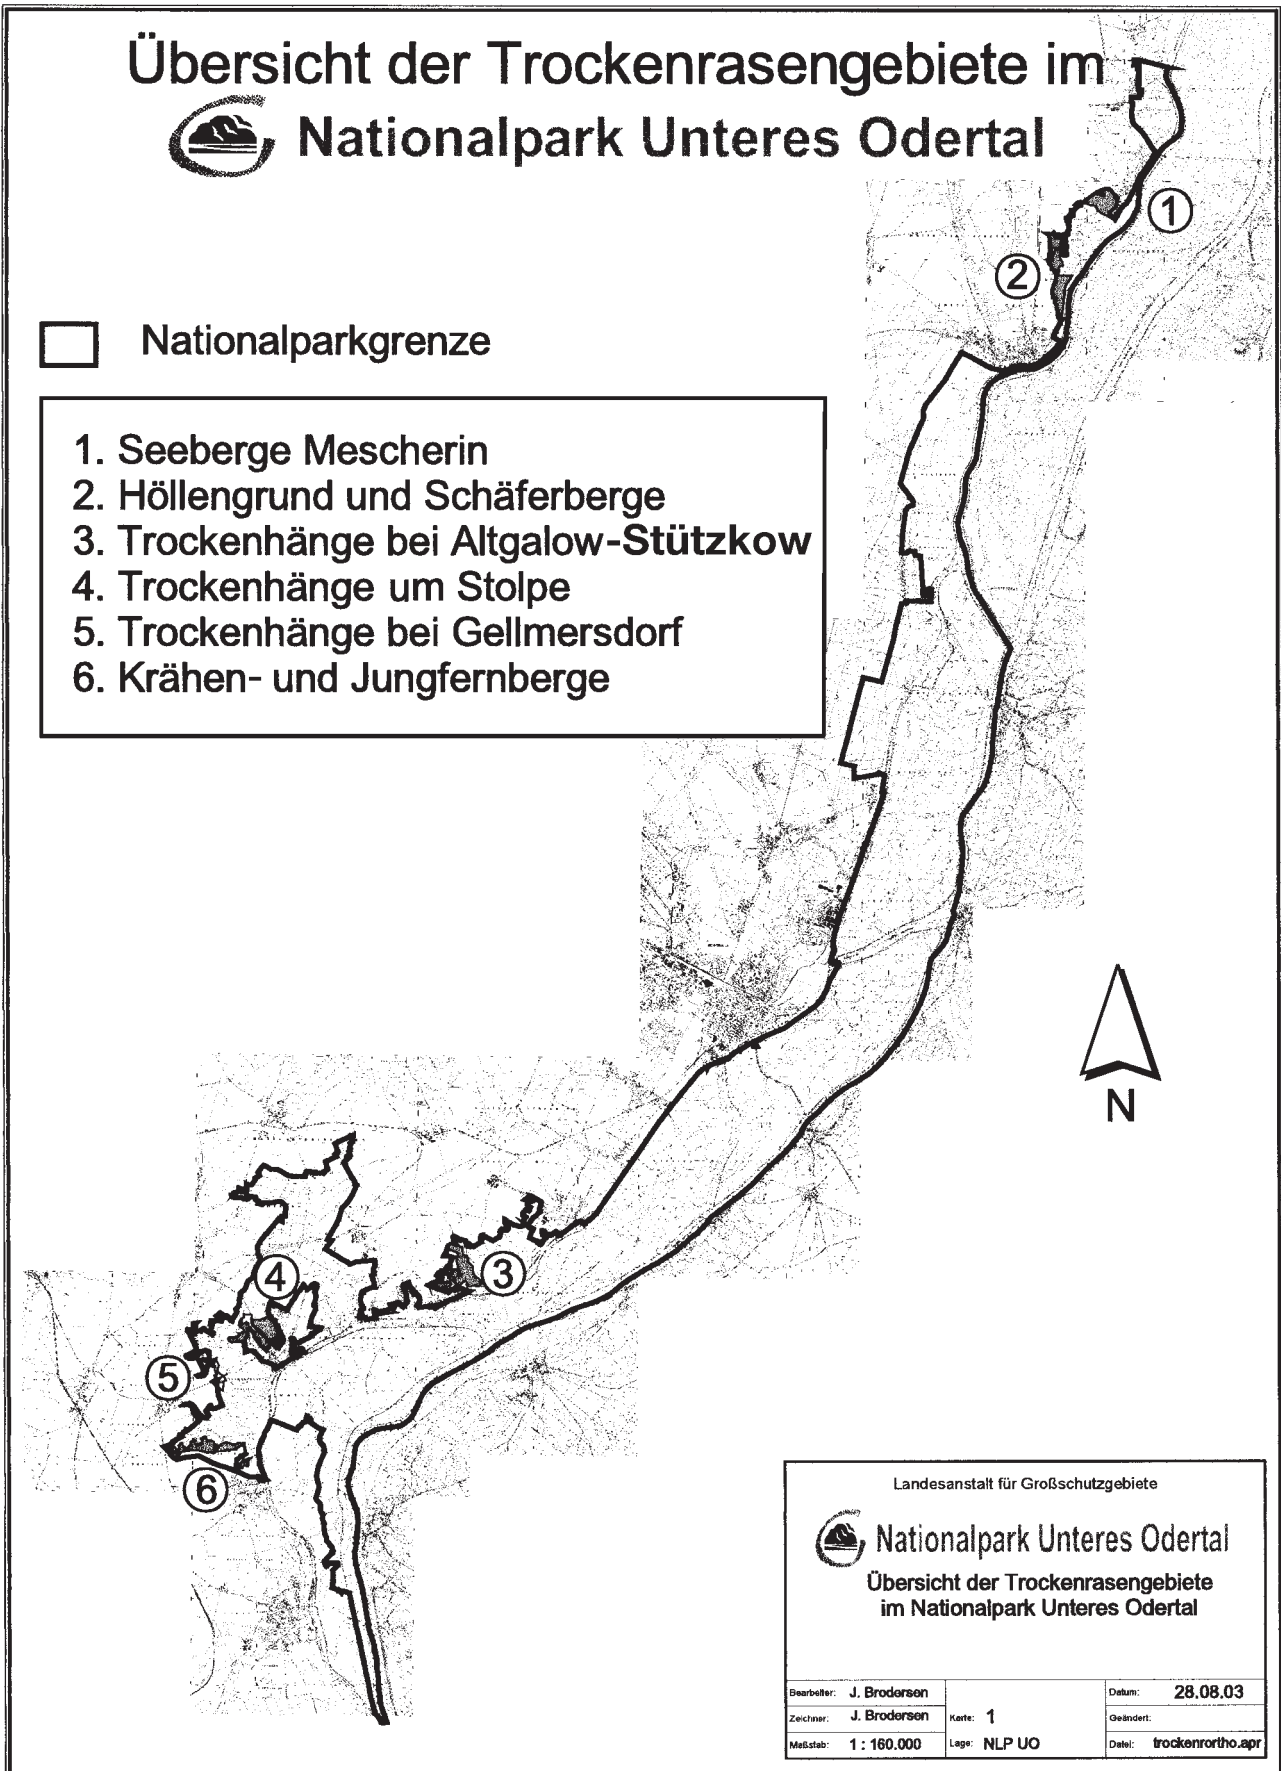 Übersicht der Trockenrasengebiete im
Nationalpark Unteres Odertal
1
2
Nationalparkgrenze
1. Seeberge Mescherin
2. Höllengrund und Schäferberge
3. Trockenhänge bei Altgalow-Stützkow
4. Trockenhänge um Stolpe
5. Trockenhänge bei Gellmersdorf
6. Krähen- und Jungfernberge
N
3
4
5
6
Landesanstalt für Großschutzgebiete
Nationalpark Unteres Odertal
Übersicht der Trockenrasengebiete
im Nationalpark Unteres Odertal
Bearbeiter: J. Brodersen
Datum: 28.08.03
Zeichner: J. Brodersen
Karte: 1
Geändert:
Maßstab: 1 : 160.000
Lage: NLP UO
Datei: trockenrortho.apr